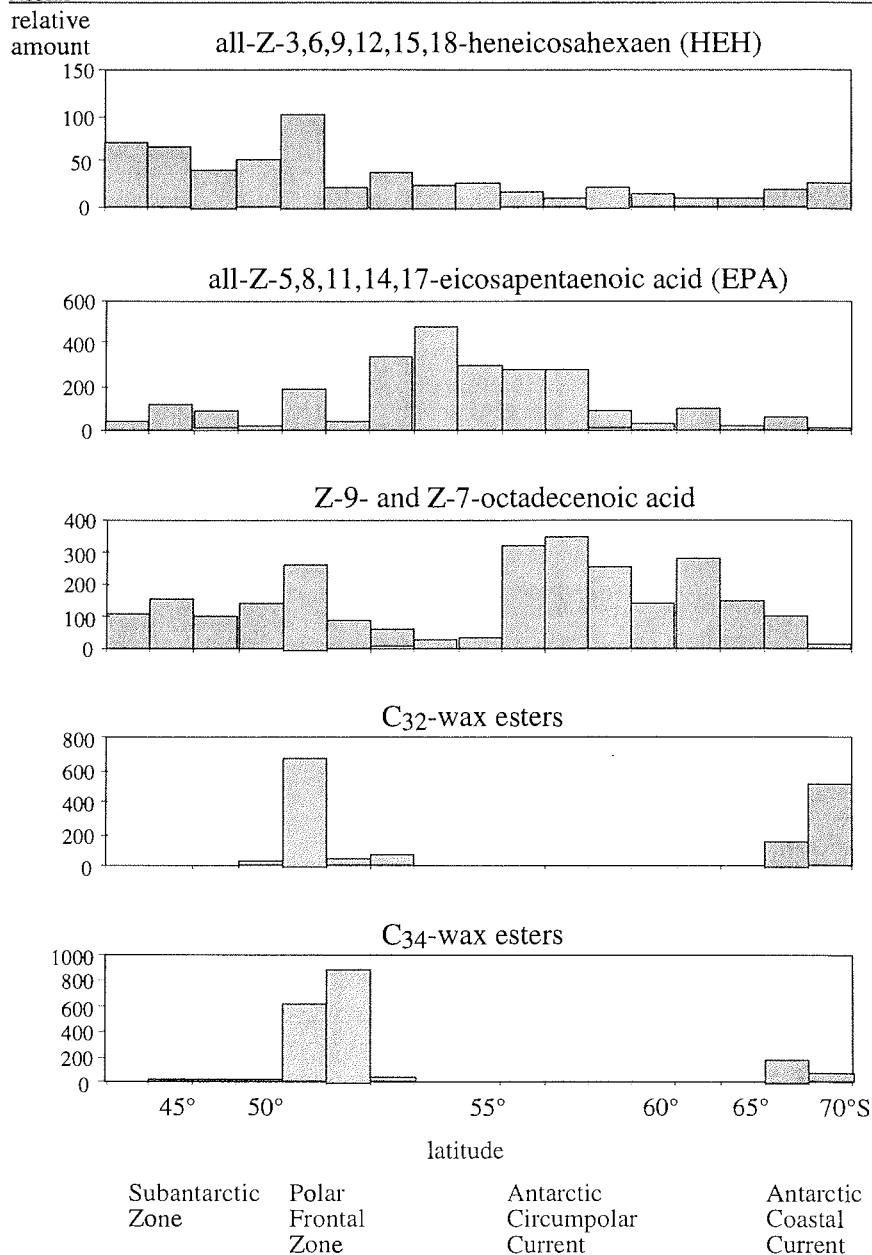 relative
amount
all-Z-3,6,9,12,15,18-heneicosahexaen (HEH)
150
100
50
0
all-Z-5,8,11,14,17-eicosapentaenoic acid (EPA)
600
400
200
0
Z-9- and Z-7-octadecenoic acid
400
300
200
100
0
C32-wax esters
800
600
400
200
0
C34-wax esters
1000
800
600
400
200
0
45° 50° 55° 60° 65° 70°S
latitude
Subantarctic Polar Antarctic Antarctic
Zone Frontal Circumpolar Coastal
Zone Current Current